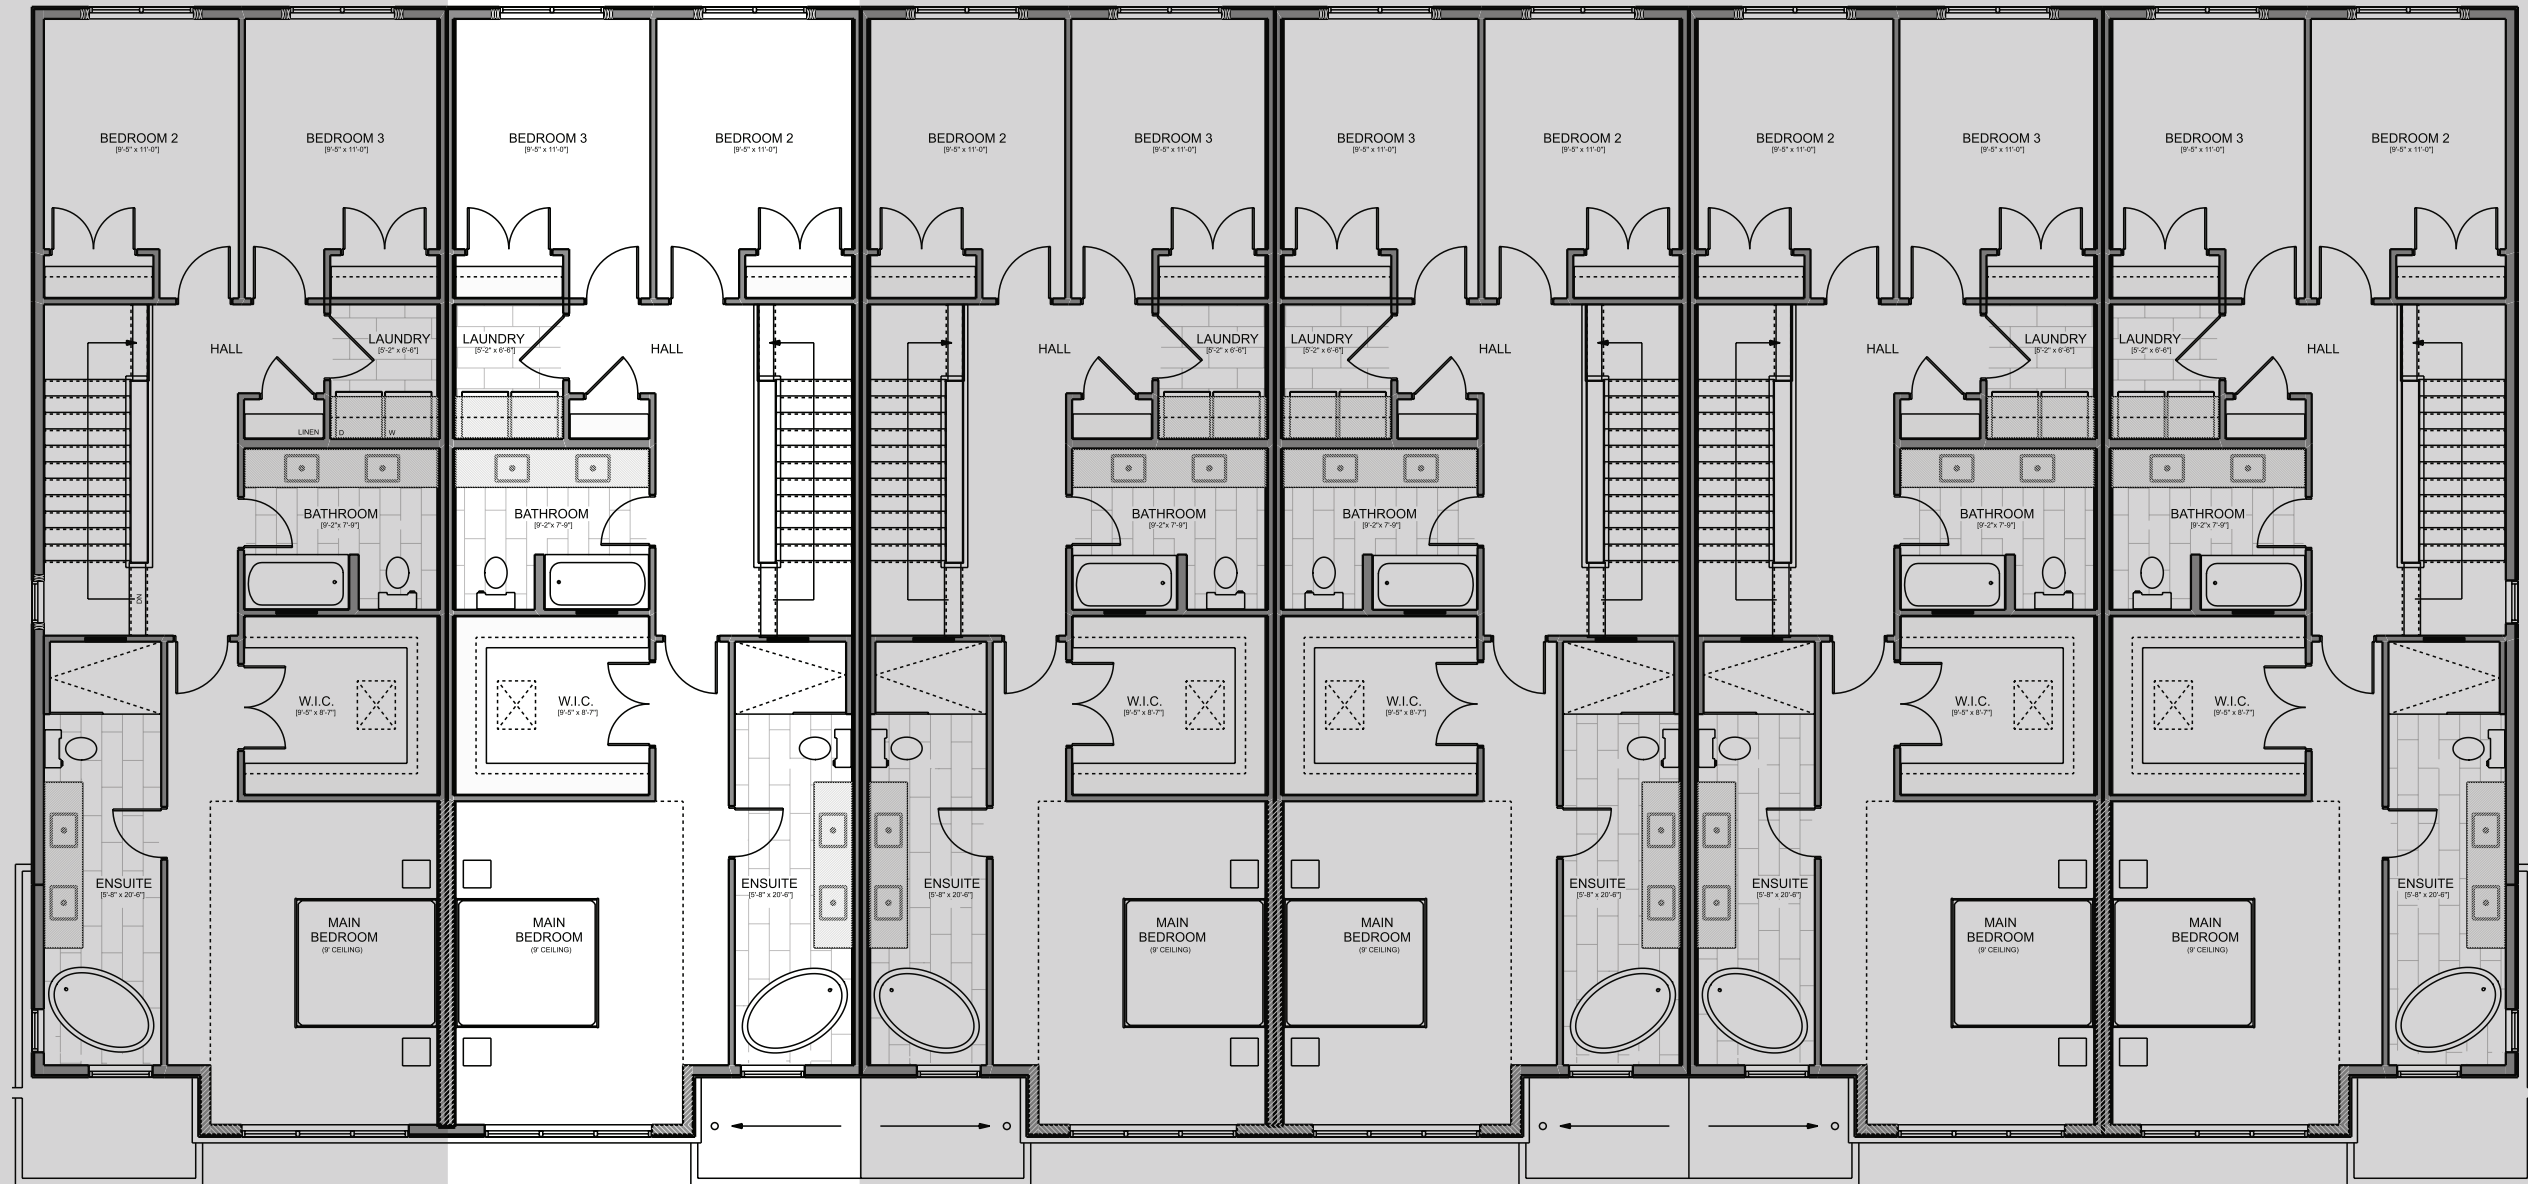 BEDROOM 2
[9'-5" x 11'-0"]
BEDROOM 3
[9'-5" x 11'-0"]
BEDROOM 3
[9'-5" x 11'-0"]
BEDROOM 2
[9'-5" x 11'-0"]
BEDROOM 2
[9'-5" x 11'-0"]
BEDROOM 3
[9'-5" x 11'-0"]
BEDROOM 3
[9'-5" x 11'-0"]
BEDROOM 2
[9'-5" x 11'-0"]
BEDROOM 2
[9'-5" x 11'-0"]
BEDROOM 3
[9'-5" x 11'-0"]
BEDROOM 3
[9'-5" x 11'-0"]
BEDROOM 2
[9'-5" x 11'-0"]
HALL
LAUNDRY
[5'-2" x 6'-6"]
LAUNDRY
[5'-2" x 6'-6"]
HALL
HALL
LAUNDRY
[5'-2" x 6'-6"]
LAUNDRY
[5'-2" x 6'-6"]
HALL
HALL
LAUNDRY
[5'-2" x 6'-6"]
LAUNDRY
[5'-2" x 6'-6"]
HALL
LINEN
D
W
BATHROOM
[9'-2"x 7'-9"]
BATHROOM
[9'-2"x 7'-9"]
BATHROOM
[9'-2"x 7'-9"]
BATHROOM
[9'-2"x 7'-9"]
BATHROOM
[9'-2"x 7'-9"]
BATHROOM
[9'-2"x 7'-9"]
DN
W.I.C.
[9'-5" x 8'-7"]
W.I.C.
[9'-5" x 8'-7"]
W.I.C.
[9'-5" x 8'-7"]
W.I.C.
[9'-5" x 8'-7"]
W.I.C.
[9'-5" x 8'-7"]
W.I.C.
[9'-5" x 8'-7"]
ENSUITE
[5'-8" x 20'-6"]
ENSUITE
[5'-8" x 20'-6"]
ENSUITE
[5'-8" x 20'-6"]
ENSUITE
[5'-8" x 20'-6"]
ENSUITE
[5'-8" x 20'-6"]
ENSUITE
[5'-8" x 20'-6"]
MAIN
BEDROOM
(9' CEILING)
MAIN
BEDROOM
(9' CEILING)
MAIN
BEDROOM
(9' CEILING)
MAIN
BEDROOM
(9' CEILING)
MAIN
BEDROOM
(9' CEILING)
MAIN
BEDROOM
(9' CEILING)